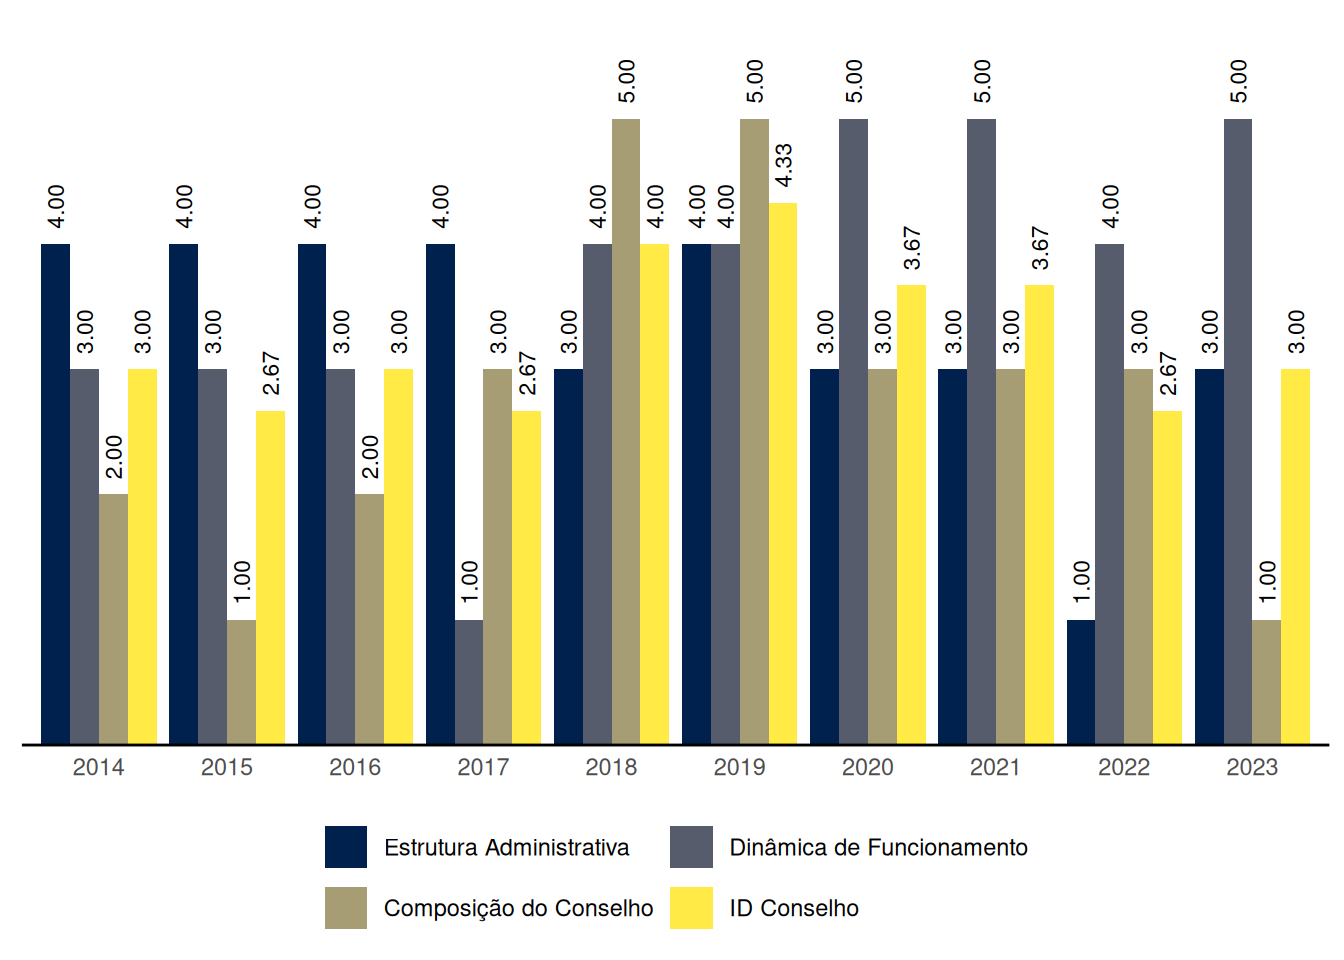 4.00 3.00 2.00 3.00
4.00 3.00 1.00 2.67
4.00 3.00 2.00 3.00
4.00 1.00 3.00 2.67
3.00 4.00 5.00 4.00
4.00 4.00 5.00 4.33
3.00 5.00 3.00 3.67
3.00 5.00 3.00 3.67
1.00 4.00 3.00 2.67
3.00 5.00 1.00 3.00
2014 2015 2016 2017 2018 2019 2020 2021 2022 2023
Estrutura Administrativa Dinâmica de Funcionamento
Composição do Conselho ID Conselho